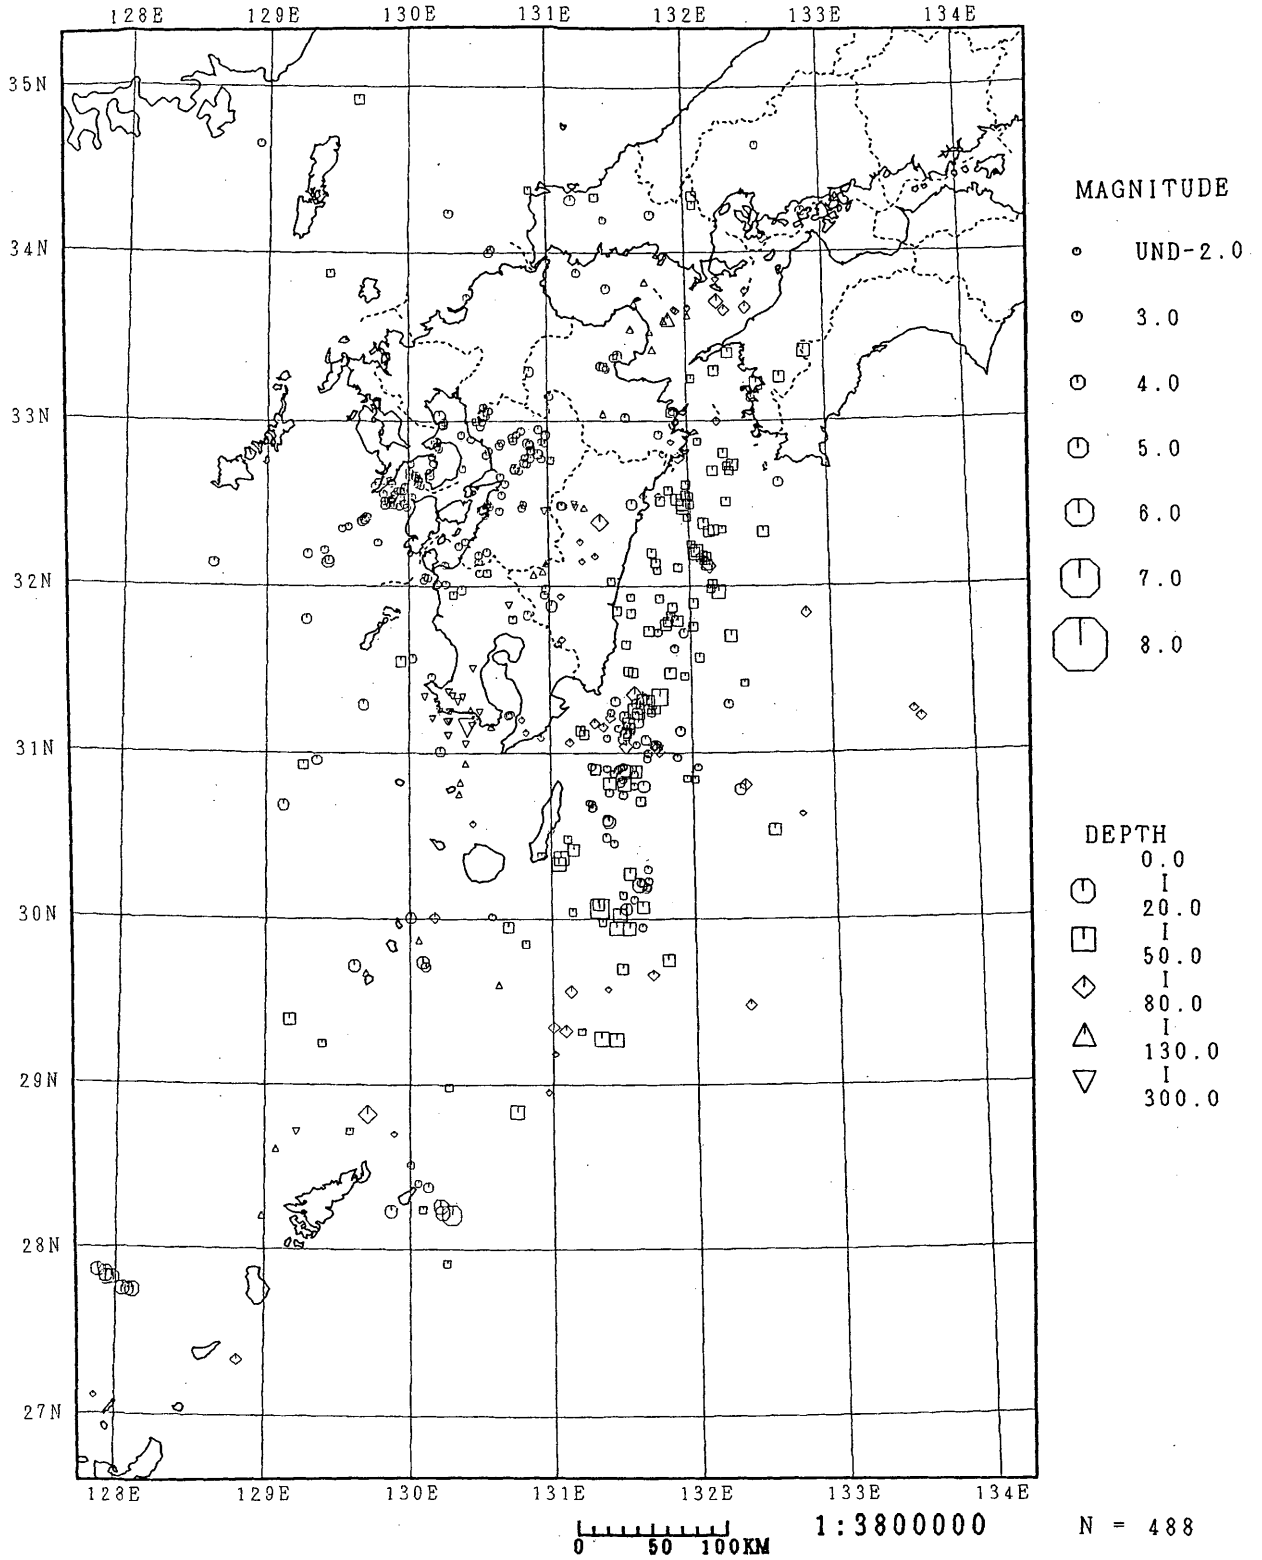 128E 129E 130E 131E 132E 133E 134E
35N
34N
33N
32N
31N
30N
29N
28N
27N
128E 129E 130E 131E 132E 133E 134E
0 50 100KM
1:3800000
N = 488
MAGNITUDE
UND-2.0
3.0
4.0
5.0
6.0
7.0
8.0
DEPTH
0.0
I
20.0
I
50.0
I
80.0
I
130.0
I
300.0